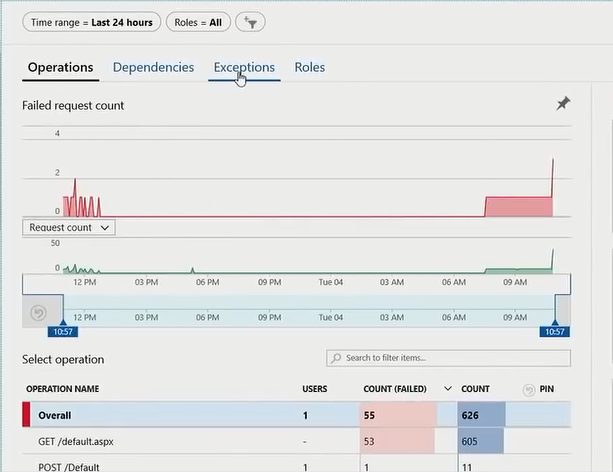 Time range = Last 24 hours Roles = All
Operations Dependencies Exceptions Roles
Failed request count
4
2
0
Request count
50
0
12 PM 03 PM 06 PM 09 PM Tue 04 03 AM 06 AM 09 AM
12 PM 03 PM 06 PM 09 PM Tue 04 03 AM 06 AM 09 AM
10:57 10:57
Select operation Search to filter items...
OPERATION NAME USERS COUNT (FAILED) COUNT PIN
Overall 1 55 626
GET /default.aspx - 53 605
POST /Default 1 1 11